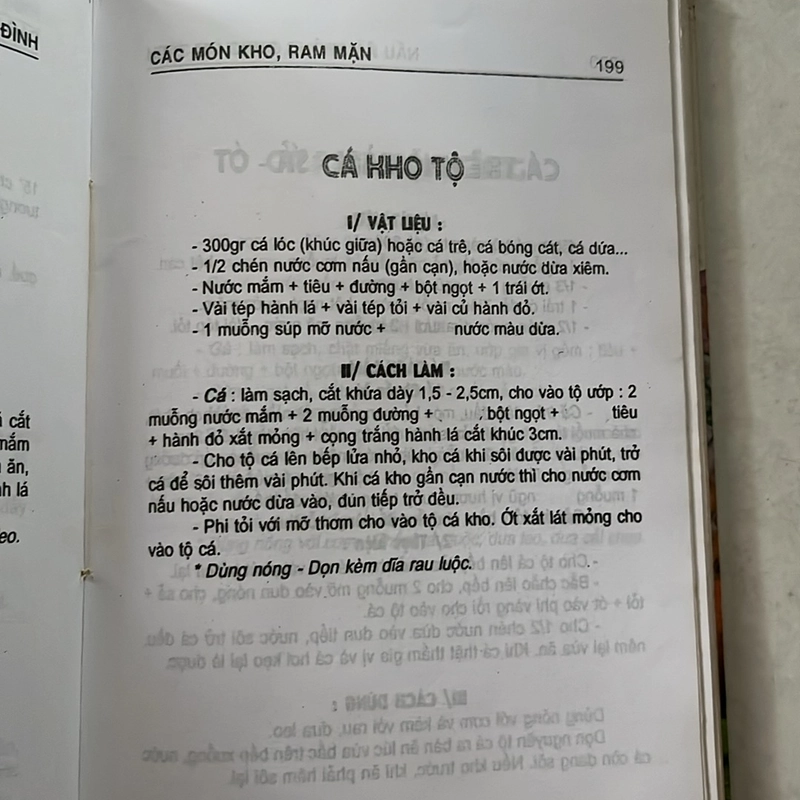 ĐÌNH
CÁC MÓN KHO, RAM MẶN
199
CÁ KHO TỘ
I/ VẬT LIỆU :
- 300gr cá lóc (khúc giữa) hoặc cá trê, cá bóng cát, cá dứa...
- 1/2 chén nước cơm nấu (gần cạn), hoặc nước dừa xiêm.
- Nước mắm + tiêu + đường + bột ngọt + 1 trái ớt.
- Vài tép hành lá + vài tép tỏi + vài củ hành đỏ.
- 1 muỗng súp mỡ nước + nước màu dừa.
II/ CÁCH LÀM :
- Cá : làm sạch, cắt khứa dày 1,5 - 2,5cm, cho vào tộ ướp : 2
muỗng nước mắm + 2 muỗng đường + bột ngọt + tiêu
+ hành đỏ xắt mỏng + cọng trắng hành lá cắt khúc 3cm.
- Cho tộ cá lên bếp lửa nhỏ, kho cá khi sôi được vài phút, trở
cá để sôi thêm vài phút. Khi cá kho gần cạn nước thì cho nước cơm
nấu hoặc nước dừa vào, đún tiếp trở đều.
- Phi tỏi với mỡ thơm cho vào tộ cá kho. Ớt xắt lát mỏng cho
vào tộ cá.
* Dùng nóng - Dọn kèm dĩa rau luộc.
cắt
mắm
ăn,
h lá
eo.